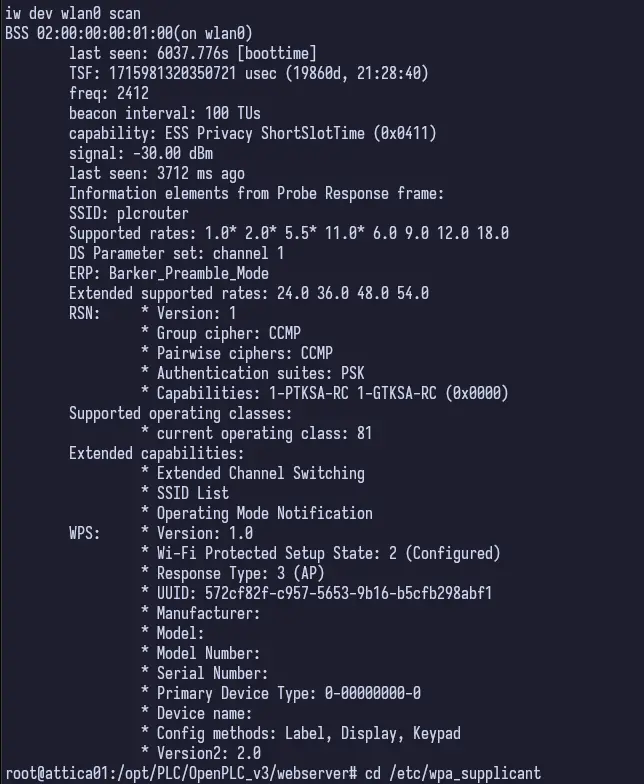 iw dev wlan0 scan
BSS 02:00:00:00:01:00(on wlan0)
last seen: 6037.776s [boottime]
TSF: 1715981320350721 usec (19860d, 21:28:40)
freq: 2412
beacon interval: 100 TUs
capability: ESS Privacy ShortSlotTime (0x0411)
signal: -30.00 dBm
last seen: 3712 ms ago
Information elements from Probe Response frame:
SSID: plcrouter
Supported rates: 1.0* 2.0* 5.5* 11.0* 6.0 9.0 12.0 18.0
DS Parameter set: channel 1
ERP: Barker_Preamble_Mode
Extended supported rates: 24.0 36.0 48.0 54.0
RSN: * Version: 1
* Group cipher: CCMP
* Pairwise ciphers: CCMP
* Authentication suites: PSK
* Capabilities: 1-PTKSA-RC 1-GTKSA-RC (0x0000)
Supported operating classes:
* current operating class: 81
Extended capabilities:
* Extended Channel Switching
* SSID List
* Operating Mode Notification
WPS: * Version: 1.0
* Wi-Fi Protected Setup State: 2 (Configured)
* Response Type: 3 (AP)
* UUID: 572cf82f-c957-5653-9b16-b5cfb298abf1
* Manufacturer:
* Model:
* Model Number:
* Serial Number:
* Primary Device Type: 0-00000000-0
* Device name:
* Config methods: Label, Display, Keypad
* Version2: 2.0
root@attica01:/opt/PLC/OpenPLC_v3/webserver# cd /etc/wpa_supplicant